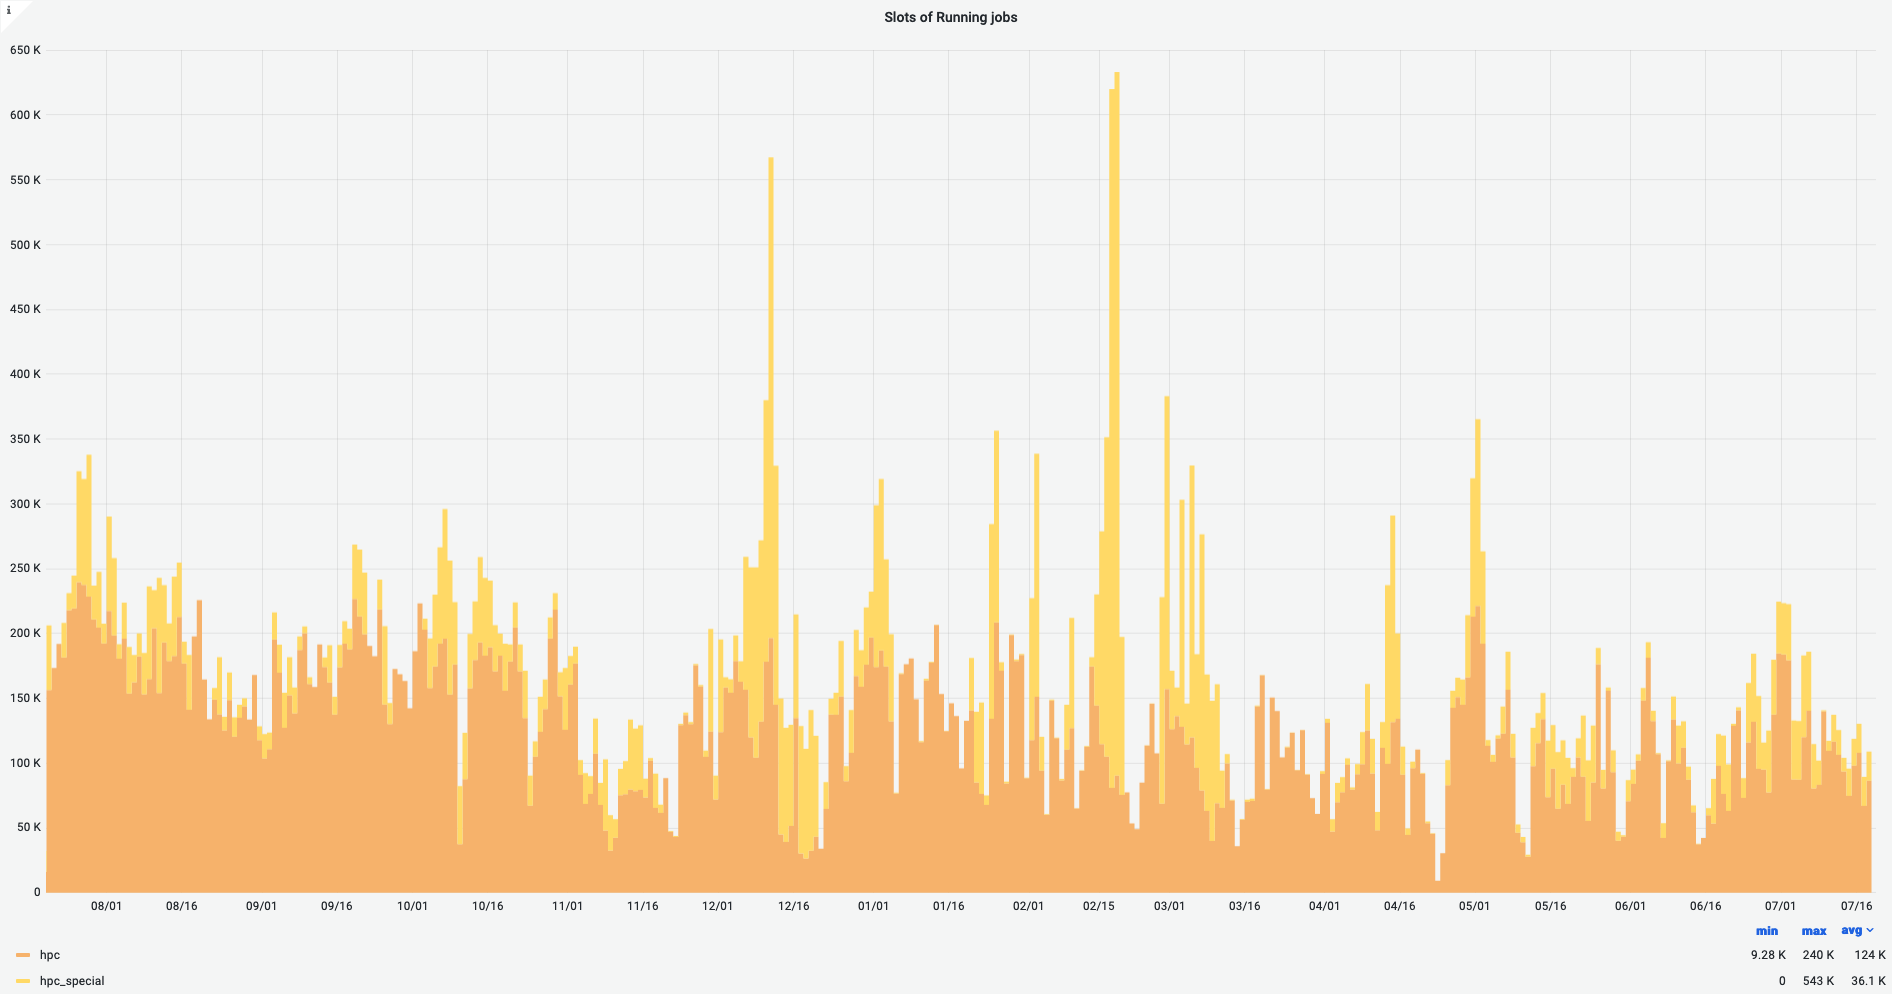 i
Slots of Running jobs
650 K
600 K
550 K
500 K
450 K
400 K
350 K
300 K
250 K
200 K
150 K
100 K
50 K
0
08/01 08/16 09/01 09/16 10/01 10/16 11/01 11/16 12/01 12/16 01/01 01/16 02/01 02/15 03/01 03/16 04/01 04/16 05/01 05/16 06/01 06/16 07/01 07/16
min max avg
hpc 9.28 K 240 K 124 K
hpc_special 0 543 K 36.1 K